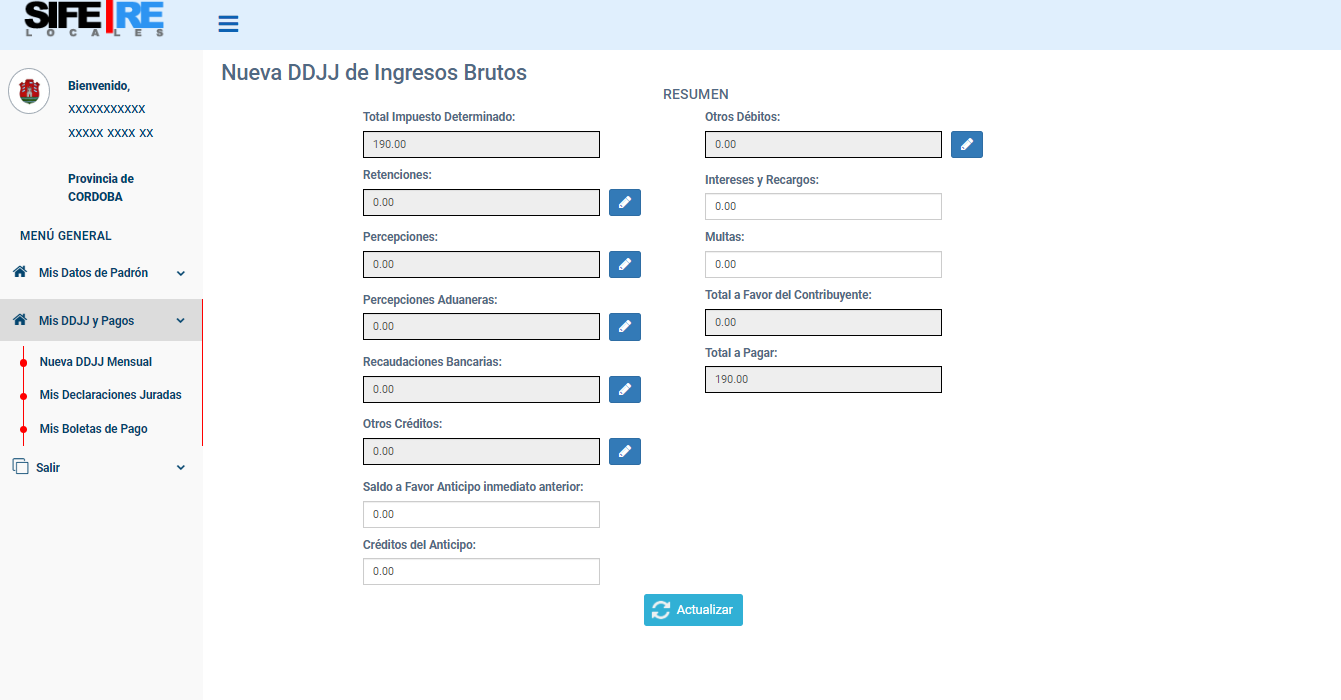 SIFERE
LOCALES
Bienvenido,
XXXXXXXXXXX
XXXXX XXXX XX
Provincia de
CORDOBA
MENÚ GENERAL
Mis Datos de Padrón
Mis DDJJ y Pagos
Nueva DDJJ Mensual
Mis Declaraciones Juradas
Mis Boletas de Pago
Salir
Nueva DDJJ de Ingresos Brutos
RESUMEN
Total Impuesto Determinado:
190.00
Retenciones:
0.00
Percepciones:
0.00
Percepciones Aduaneras:
0.00
Recaudaciones Bancarias:
0.00
Otros Créditos:
0.00
Saldo a Favor Anticipo inmediato anterior:
0.00
Créditos del Anticipo:
0.00
Otros Débitos:
0.00
Intereses y Recargos:
0.00
Multas:
0.00
Total a Favor del Contribuyente:
0.00
Total a Pagar:
190.00
Actualizar